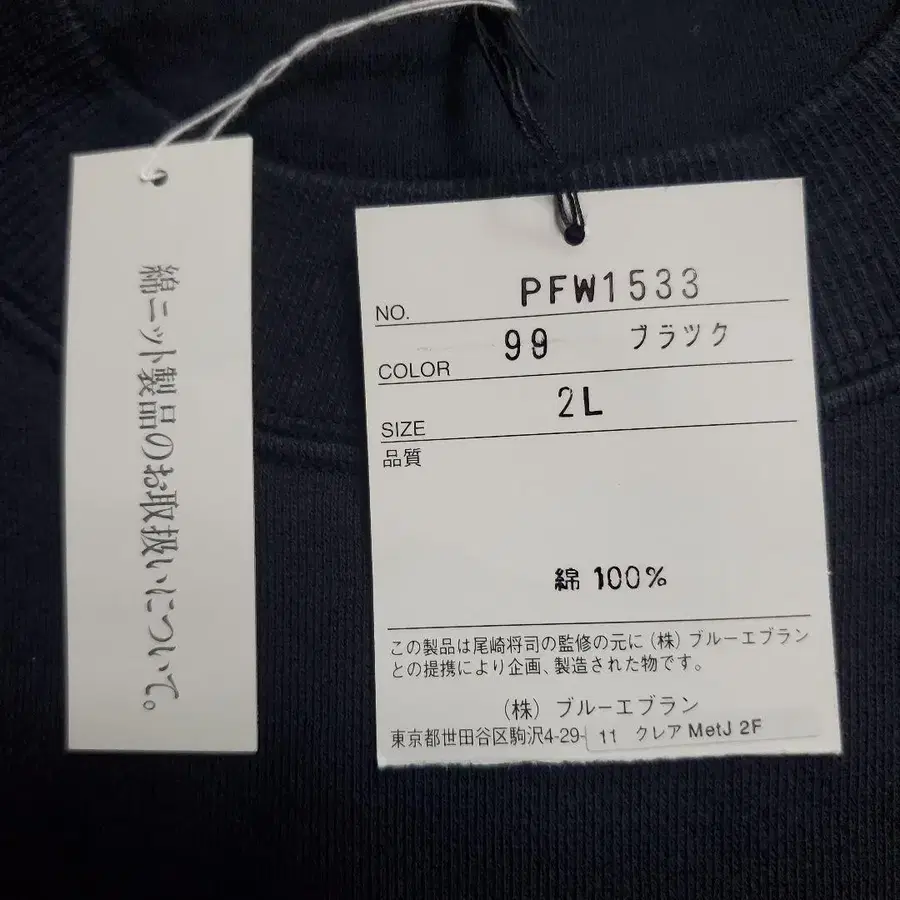 綿ニット製品のお取扱いについて。
NO. PFW1533
COLOR 99 ブラツク
SIZE 2L
品質
綿 100%
この製品は尾崎将司の監修の元に(株)ブルーエブラン
との提携により企画、製造された物です。
(株)ブルーエブラン
東京都世田谷区駒沢4-29- 11 クレア MetJ 2F